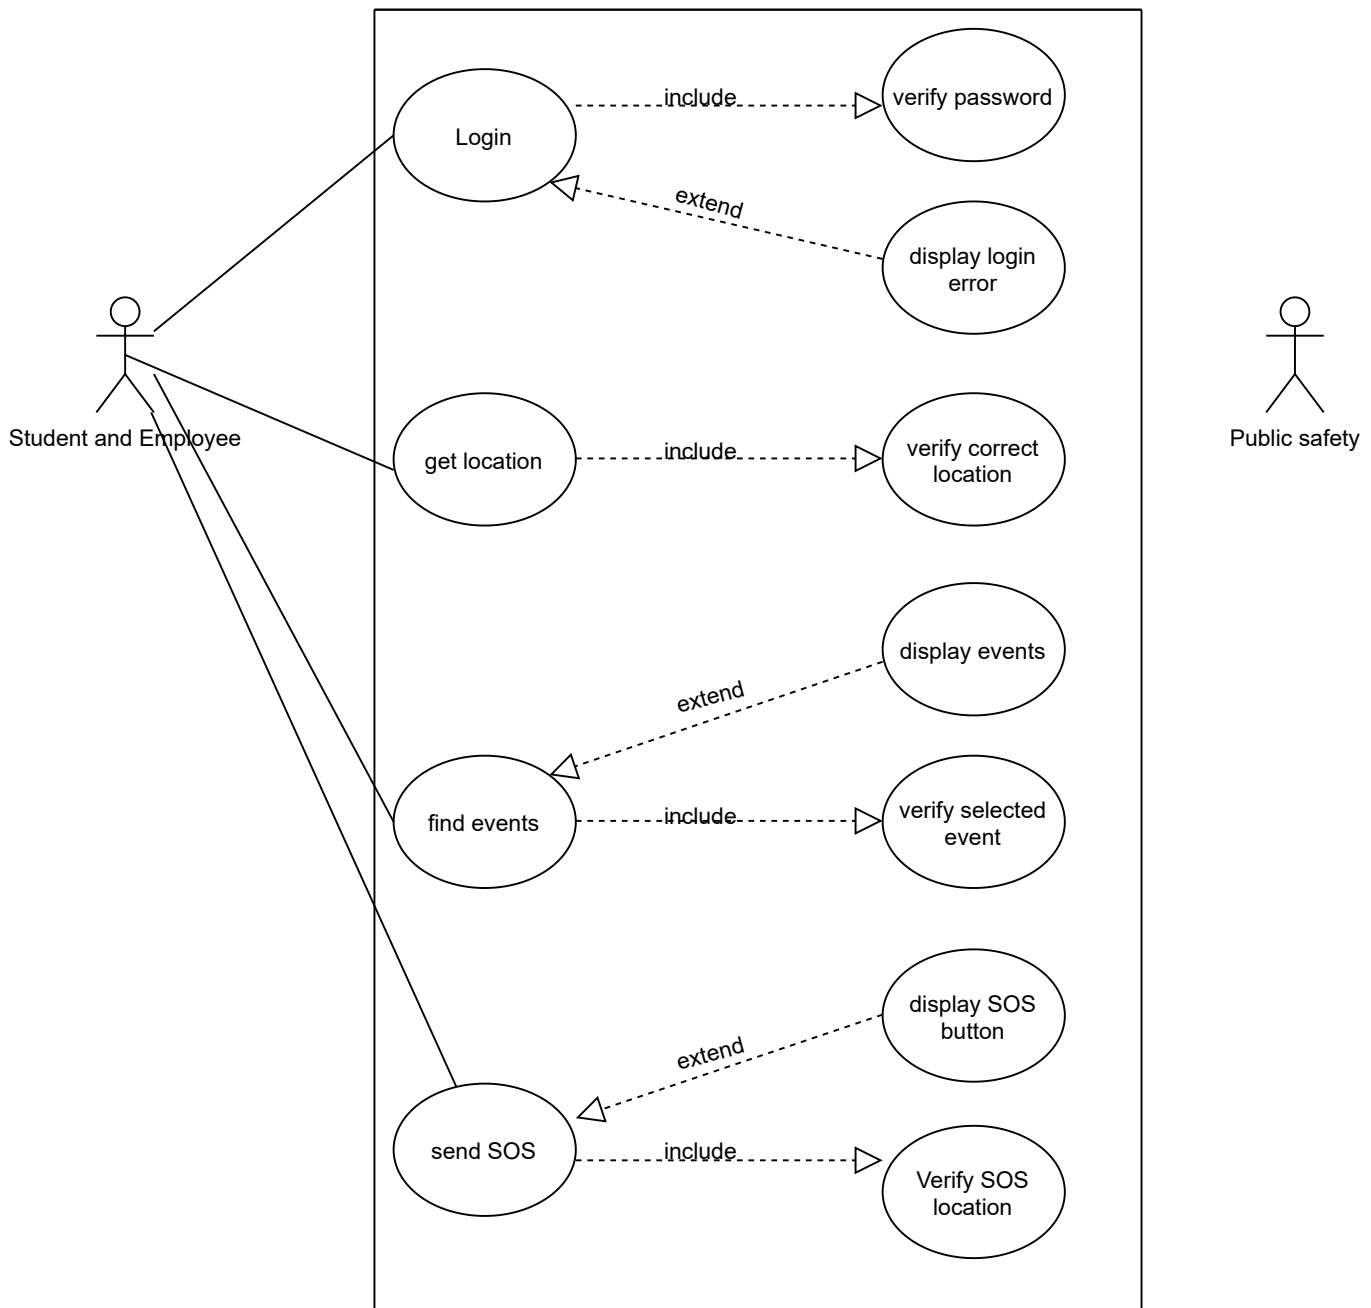 include
verify password
Login
extend
display login
error
Student and Employee
Public safety
get location
include
verify correct
location
display events
extend
find events
include
verify selected
event
display SOS
button
extend
send SOS
include
Verify SOS
location